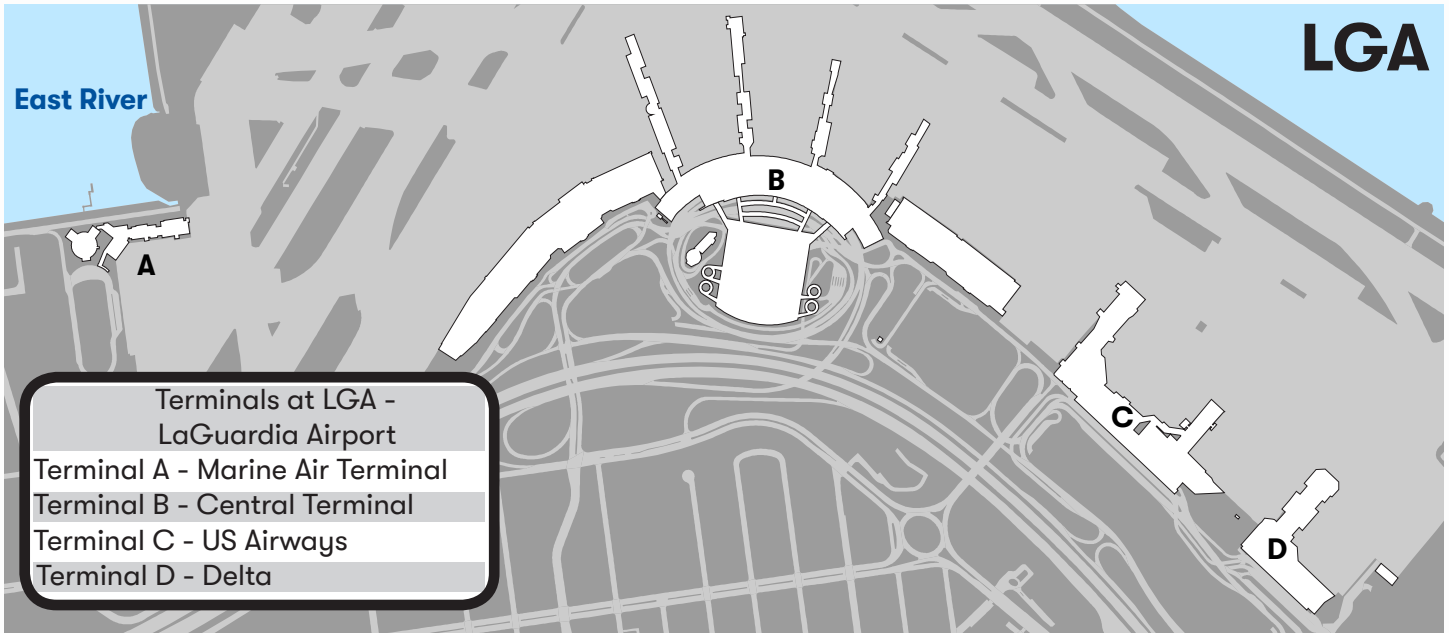 LGA
East River
B
A
C
D
Terminals at LGA -
LaGuardia Airport
Terminal A - Marine Air Terminal
Terminal B - Central Terminal
Terminal C - US Airways
Terminal D - Delta